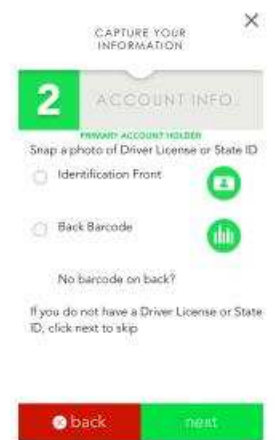 CAPTURE YOUR
INFORMATION
2 ACCOUNT INFO.
PRIMARY ACCOUNT HOLDER
Snap a photo of Driver License or State ID
Identification Front
Back Barcode
No barcode on back?
If you do not have a Driver License or State
ID, click next to skip
back next